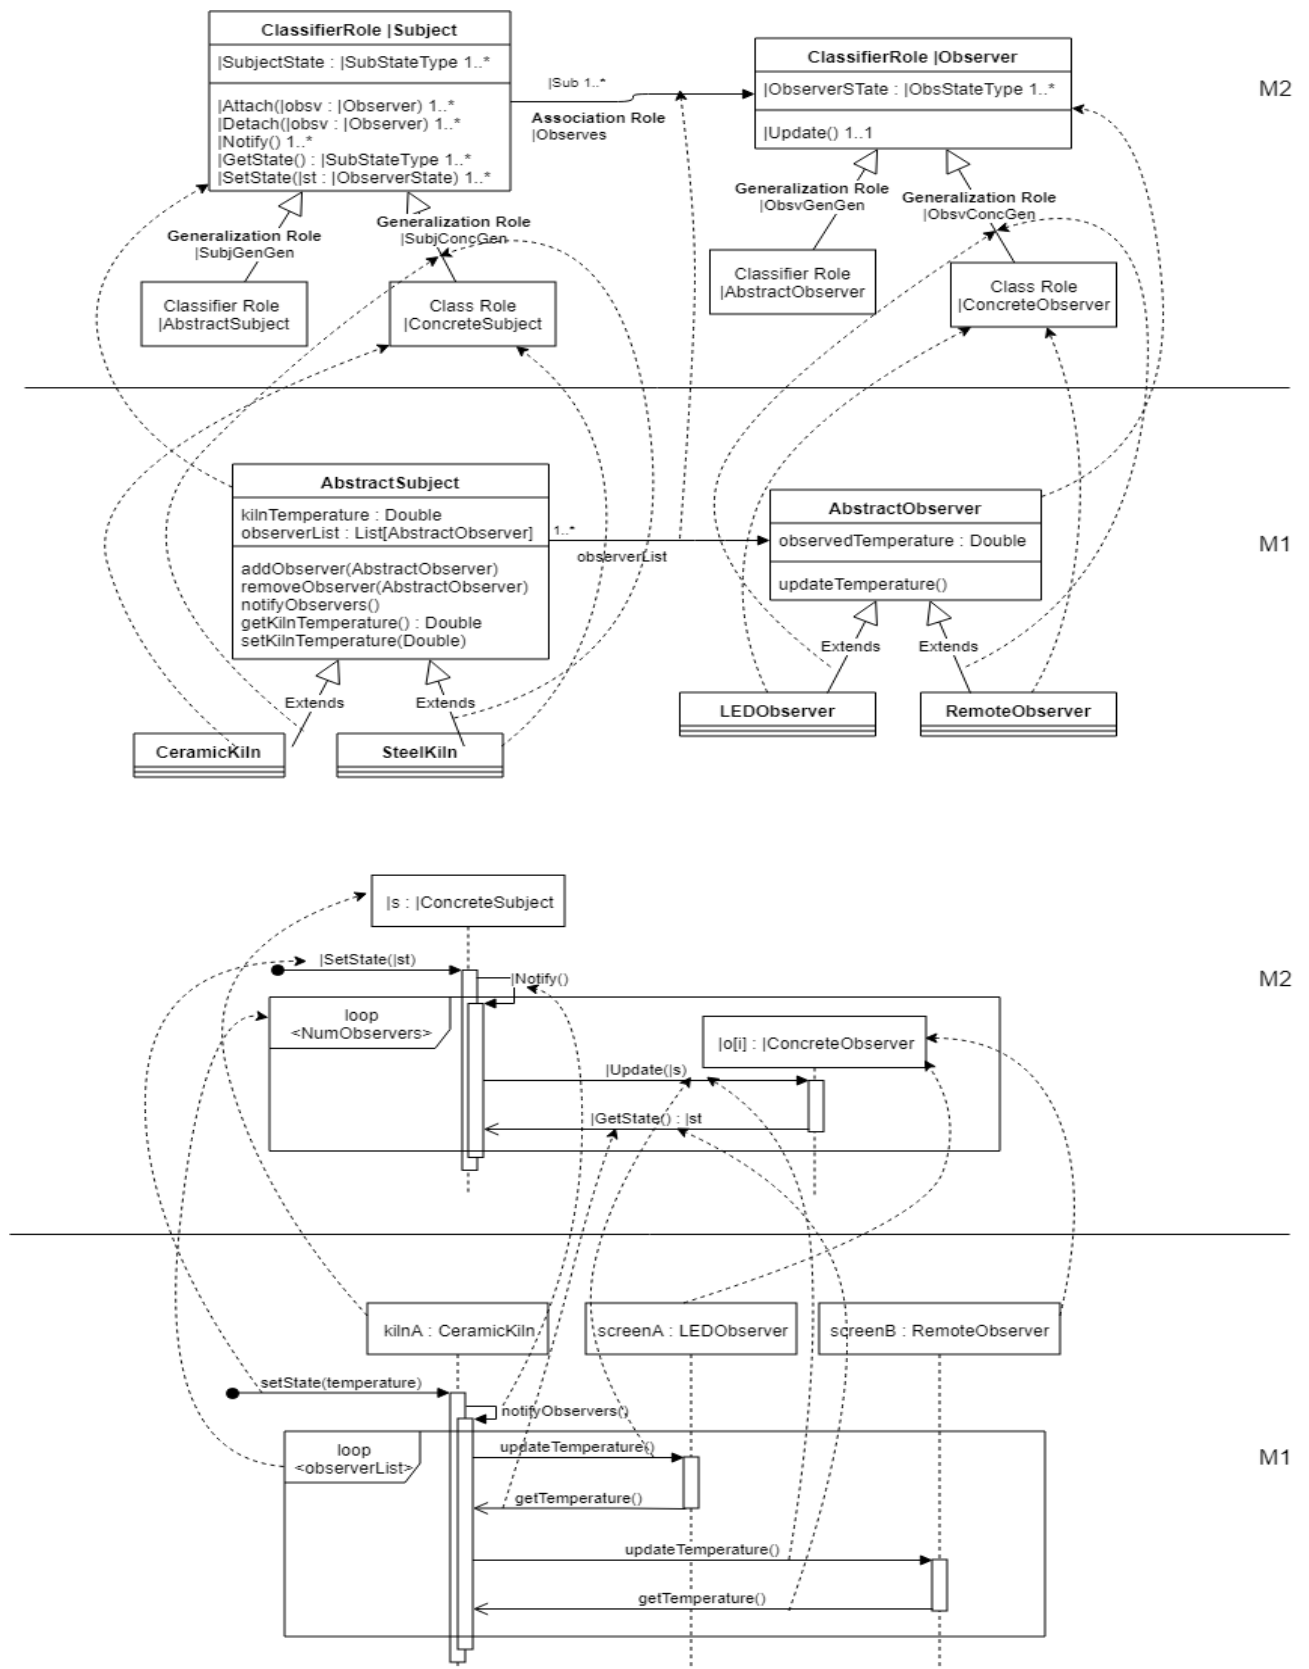 ClassifierRole |Subject
|SubjectState : |SubStateType 1..*
|Attach(|obsv : |Observer) 1..*
|Detach(|obsv : |Observer) 1..*
|Notify() 1..*
|GetState() : |SubStateType 1..*
|SetState(|st : |ObserverState) 1..*
|Sub 1..*
Association Role
|Observes
ClassifierRole |Observer
|ObserverSTate : |ObsStateType 1..*
|Update() 1..1
M2
Generalization Role
|SubjGenGen
Generalization Role
|SubjConcGen
Generalization Role
|ObsvGenGen
Generalization Role
|ObsvConcGen
Classifier Role
|AbstractSubject
Class Role
|ConcreteSubject
Classifier Role
|AbstractObserver
Class Role
|ConcreteObserver
AbstractSubject
kilnTemperature : Double
observerList : List[AbstractObserver]
addObserver(AbstractObserver)
removeObserver(AbstractObserver)
notifyObservers()
getKilnTemperature() : Double
setKilnTemperature(Double)
1..*
observerList
AbstractObserver
observedTemperature : Double
updateTemperature()
M1
Extends
Extends
Extends
Extends
CeramicKiln
SteelKiln
LEDObserver
RemoteObserver
|s : |ConcreteSubject
|SetState(|st)
|Notify()
M2
loop
<NumObservers>
|o[i] : |ConcreteObserver
|Update(|s)
|GetState() : |st
kilnA : CeramicKiln
screenA : LEDObserver
screenB : RemoteObserver
setState(temperature)
notifyObservers()
loop
<observerList>
updateTemperature()
M1
getTemperature()
updateTemperature()
getTemperature()